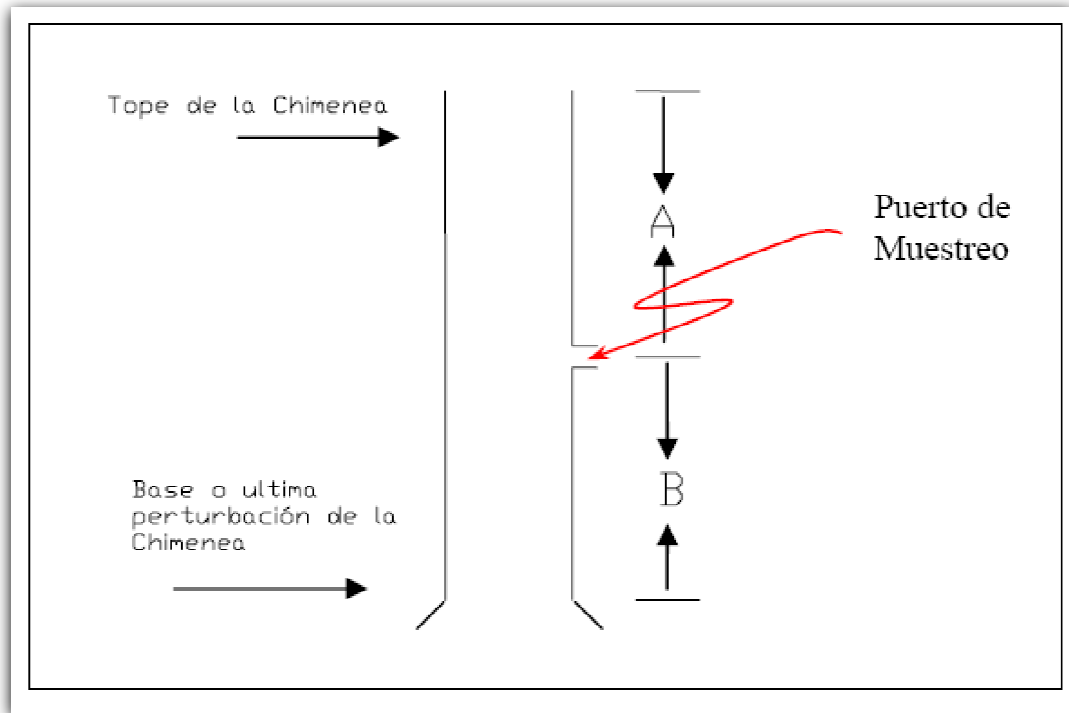 Tope de la Chimenea
A
Puerto de
Muestreo
B
Base o ultima
perturbación de la
Chimenea